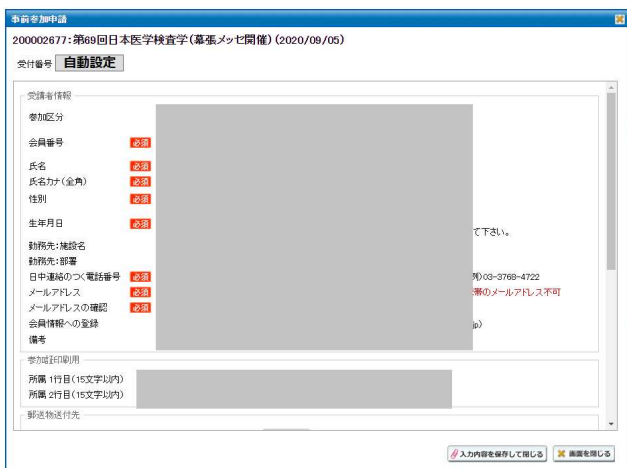 事前参加申請
200002677:第69回日本医学検査学(幕張メッセ開催)(2020/09/05)
受付番号 自動設定
受講者情報
参加区分
会員番号 必須
氏名 必須
氏名カナ(全角) 必須
性別 必須
生年月日 必須
て下さい。
勤務先:施設名
勤務先:部署
日中連絡のつく電話番号 必須 列)03-3768-4722
メールアドレス 必須 帯のメールアドレス不可
メールアドレスの確認 必須
会員情報への登録 jp)
備考
参加証印刷用
所属 1行目(15文字以内)
所属 2行目(15文字以内)
郵送物送付先
入力内容を保存して閉じる 画面を閉じる